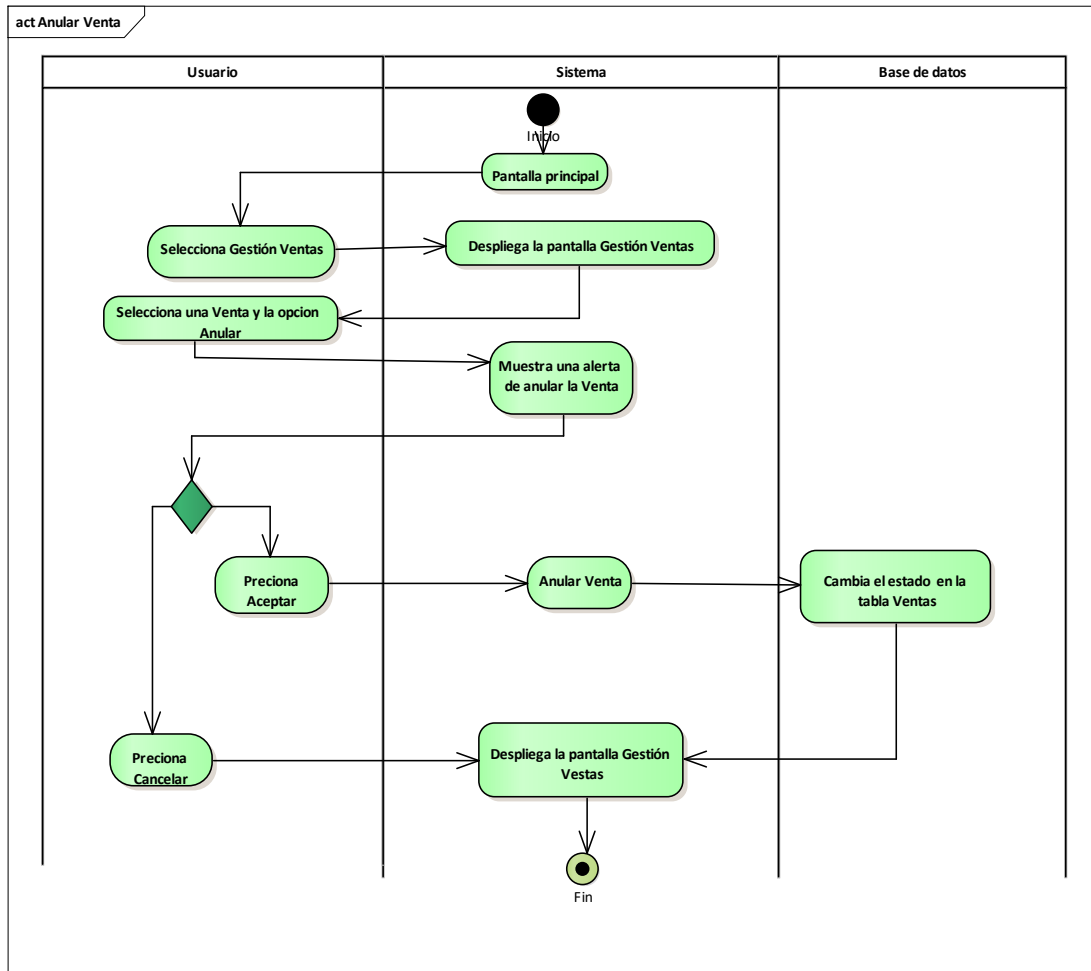 act Anular Venta
Usuario
Sistema
Base de datos
Inicio
Pantalla principal
Selecciona Gestión Ventas
Despliega la pantalla Gestión Ventas
Selecciona una Venta y la opcion
Anular
Muestra una alerta
de anular la Venta
Preciona
Aceptar
Anular Venta
Cambia el estado en la
tabla Ventas
Preciona
Cancelar
Despliega la pantalla Gestión
Vestas
Fin